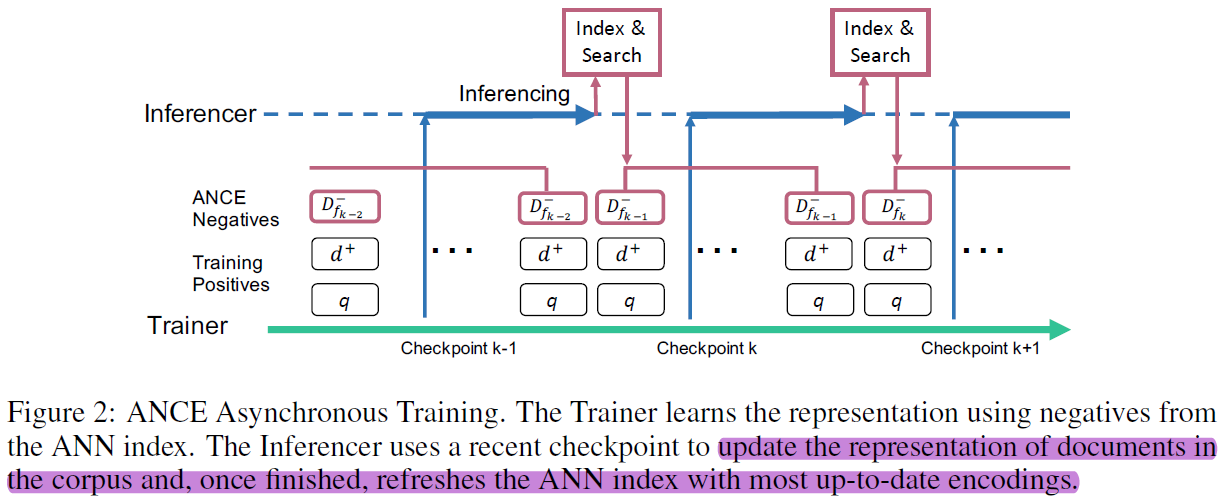 Index &
Search
Index &
Search
Inferencing
Inferencer
ANCE
Negatives
D⁻_{f_{k−2}} D⁻_{f_{k−2}} D⁻_{f_{k−1}} D⁻_{f_{k−1}} D⁻_{f_k}
Training
Positives
d⁺ ... d⁺ d⁺ ... d⁺ d⁺ ...
q q q q q
Trainer
Checkpoint k-1 Checkpoint k Checkpoint k+1
Figure 2: ANCE Asynchronous Training. The Trainer learns the representation using negatives from
the ANN index. The Inferencer uses a recent checkpoint to update the representation of documents in
the corpus and, once finished, refreshes the ANN index with most up-to-date encodings.